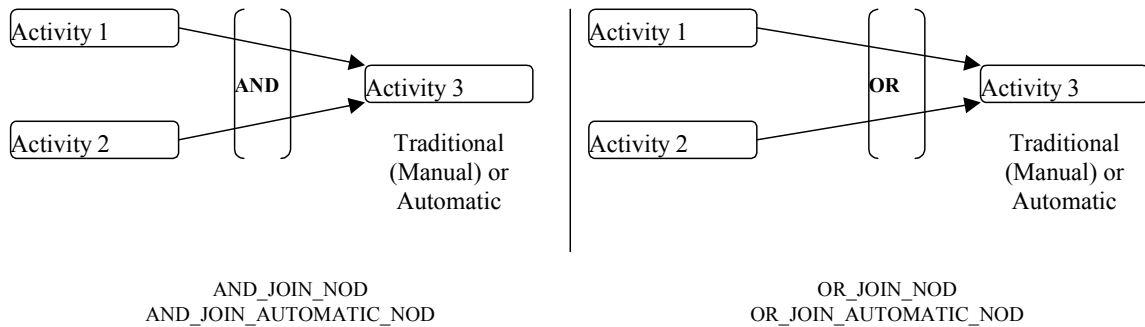 Activity 1
AND
Activity 3
Activity 2
Traditional
(Manual) or
Automatic
AND_JOIN_NOD
AND_JOIN_AUTOMATIC_NOD
Activity 1
OR
Activity 3
Activity 2
Traditional
(Manual) or
Automatic
OR_JOIN_NOD
OR_JOIN_AUTOMATIC_NOD